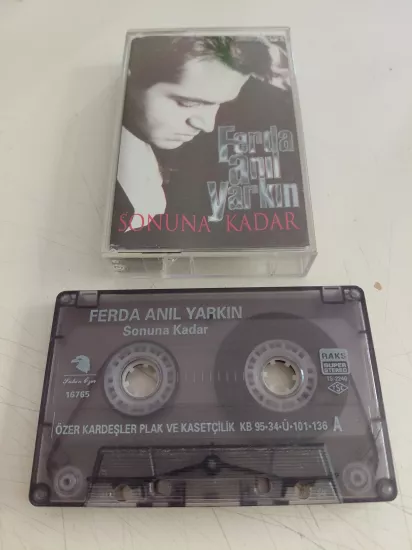 Ferda
anıl
Yarkın
SONUNA KADAR
FERDA ANIL YARKIN
Sonuna Kadar
RAKS
SUPER
STEREO
16765
ÖZER KARDEŞLER PLAK VE KASETÇİLİK KB 95-34-Ü-101-136 A